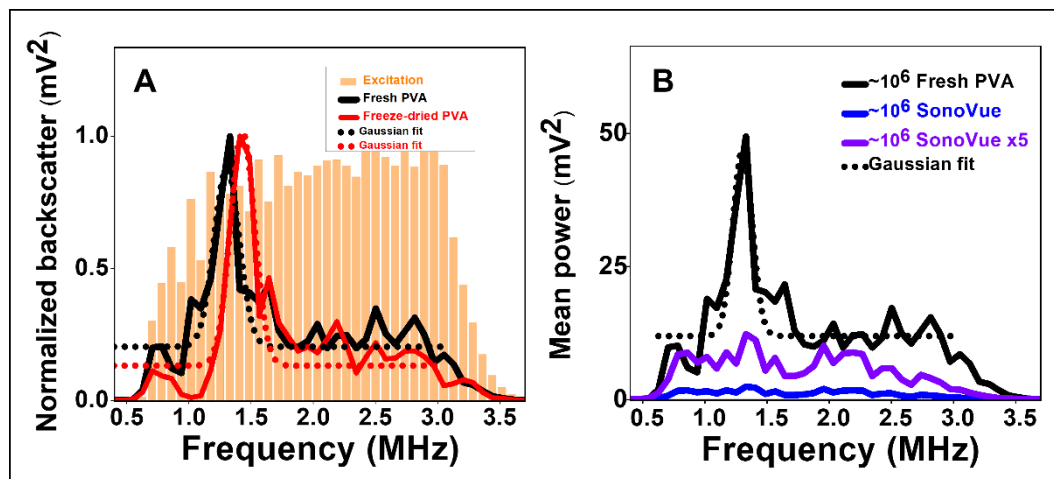 A
Excitation
Fresh PVA
Freeze-dried PVA
Gaussian fit
Gaussian fit
Normalized backscatter (mV2)
1.0
0.5
0.0
0.5 1.0 1.5 2.0 2.5 3.0 3.5
Frequency (MHz)
B
~10⁶ Fresh PVA
~10⁶ SonoVue
~10⁶ SonoVue x5
Gaussian fit
Mean power (mV2)
50
25
0
0.5 1.0 1.5 2.0 2.5 3.0 3.5
Frequency (MHz)